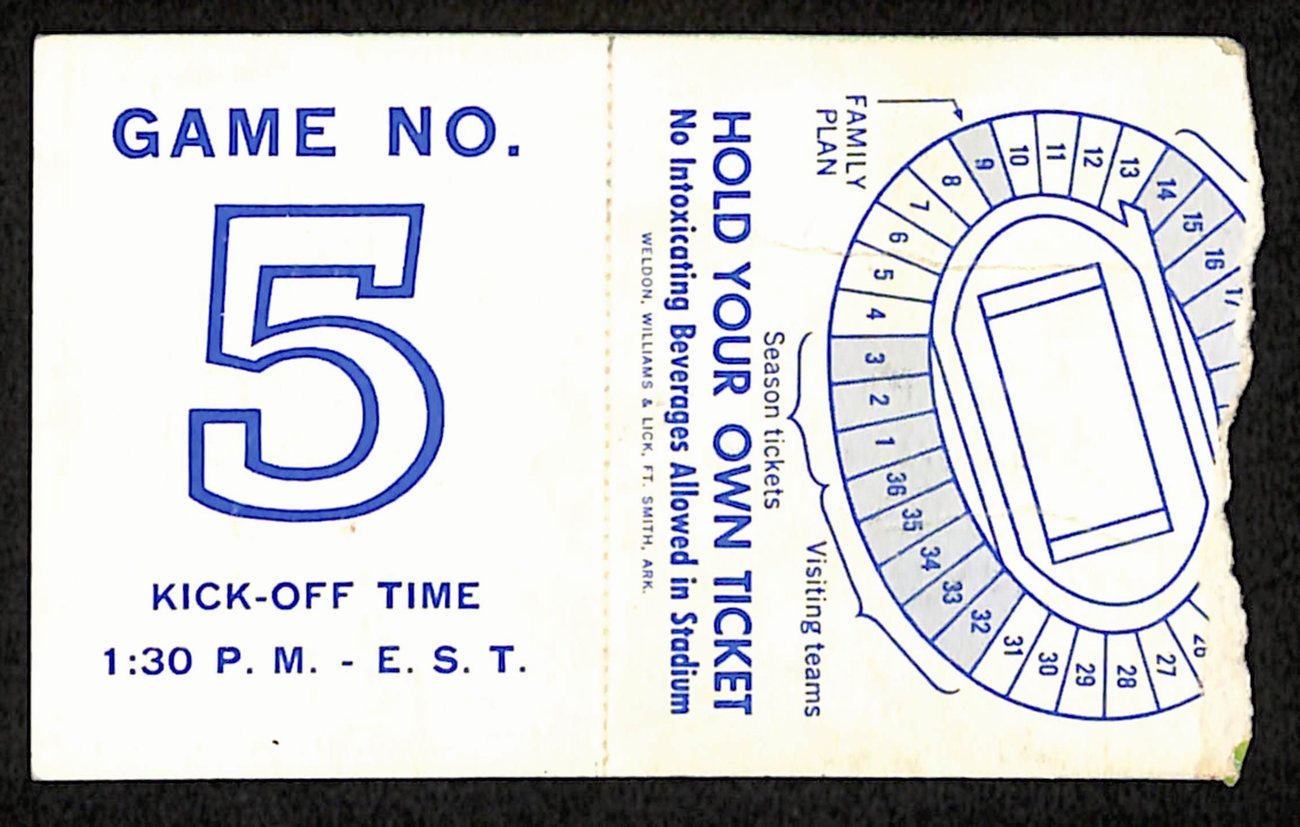 GAME NO.
5
KICK-OFF TIME
1:30 P. M. - E. S. T.
HOLD YOUR OWN TICKET
No Intoxicating Beverages Allowed in Stadium
WELDON, WILLIAMS & LICK, FT. SMITH, ARK.
FAMILY
PLAN
Season tickets
Visiting teams
1
2
3
4
5
6
7
8
9
10
11
12
13
14
15
16
17
27
28
29
30
31
32
33
34
35
36